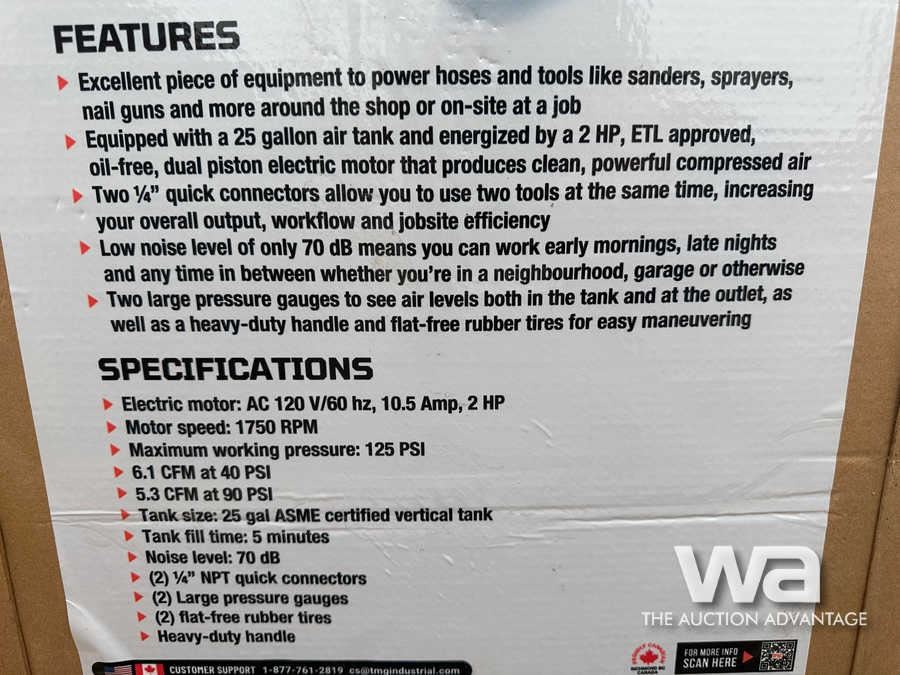 FEATURES
Excellent piece of equipment to power hoses and tools like sanders, sprayers,
nail guns and more around the shop or on-site at a job
Equipped with a 25 gallon air tank and energized by a 2 HP, ETL approved,
oil-free, dual piston electric motor that produces clean, powerful compressed air
Two ¼” quick connectors allow you to use two tools at the same time, increasing
your overall output, workflow and jobsite efficiency
Low noise level of only 70 dB means you can work early mornings, late nights
and any time in between whether you’re in a neighbourhood, garage or otherwise
Two large pressure gauges to see air levels both in the tank and at the outlet, as
well as a heavy-duty handle and flat-free rubber tires for easy maneuvering
SPECIFICATIONS
Electric motor: AC 120 V/60 hz, 10.5 Amp, 2 HP
Motor speed: 1750 RPM
Maximum working pressure: 125 PSI
6.1 CFM at 40 PSI
5.3 CFM at 90 PSI
Tank size: 25 gal ASME certified vertical tank
Tank fill time: 5 minutes
Noise level: 70 dB
(2) ¼” NPT quick connectors
(2) Large pressure gauges
(2) flat-free rubber tires
Heavy-duty handle
wa
THE AUCTION ADVANTAGE
CUSTOMER SUPPORT 1-877-761-2819 cs@tmgindustrial.com
RICHMOND BC
CANADA
FOR MORE INFO
SCAN HERE